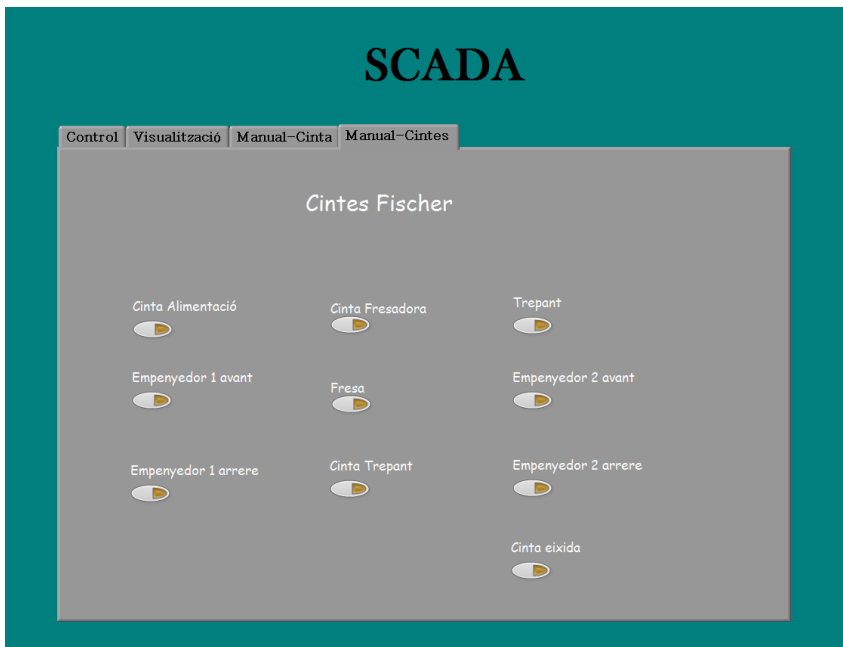 SCADA
Control Visualització Manual-Cinta Manual-Cintes
Cintes Fischer
Cinta Alimentació Cinta Fresadora Trepant
Empenyedor 1 avant Fresa Empenyedor 2 avant
Empenyedor 1 arrere Cinta Trepant Empenyedor 2 arrere
Cinta eixida